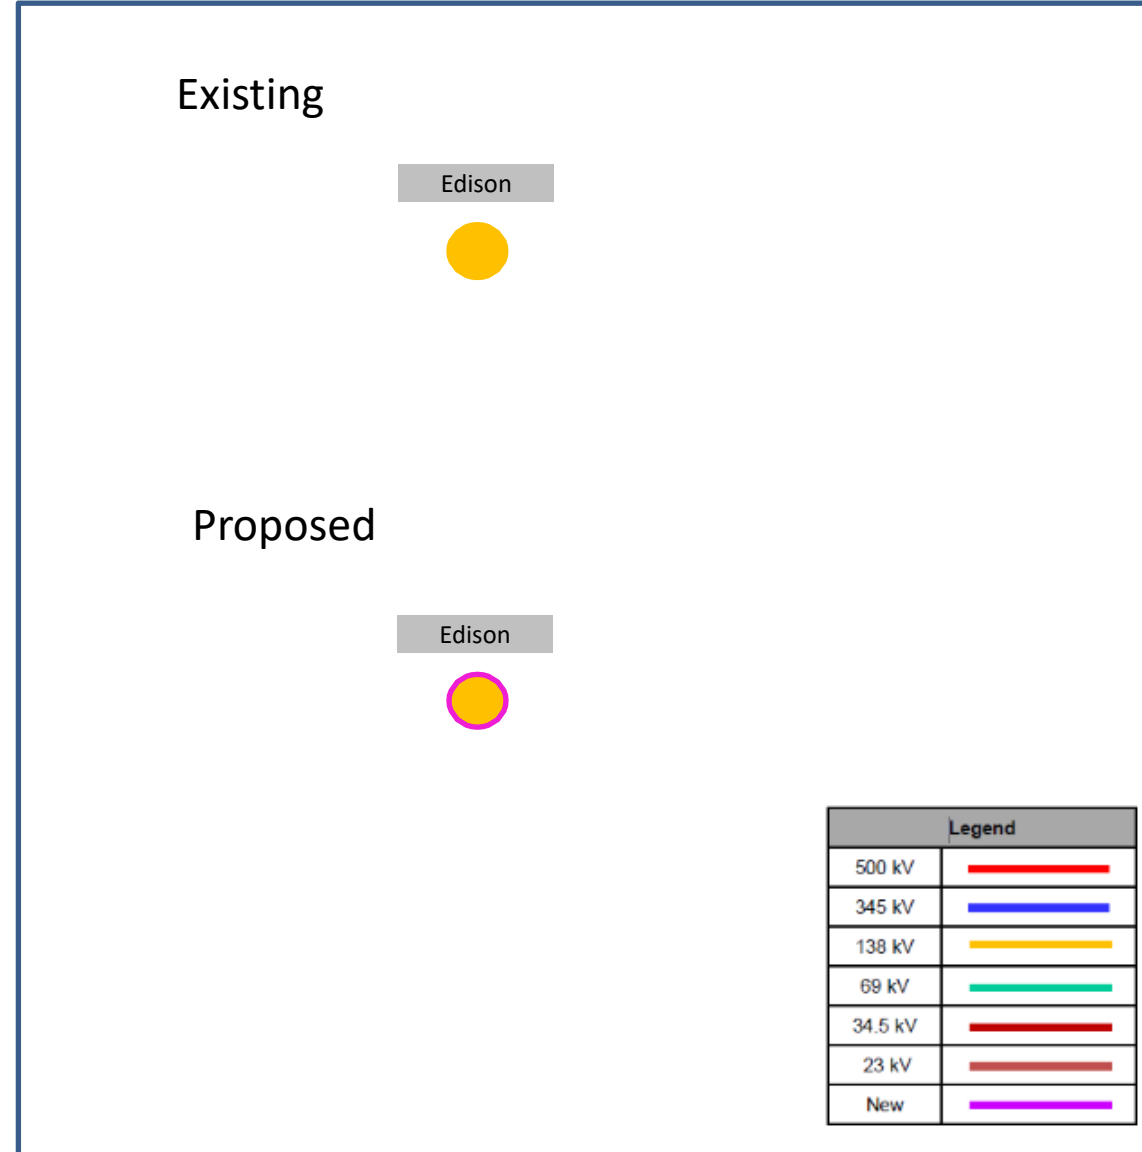 Existing
Edison
Proposed
Edison
Legend
500 kV
345 kV
138 kV
69 kV
34.5 kV
23 kV
New